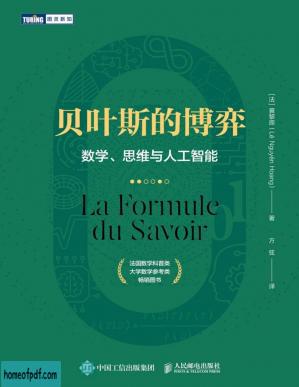 TURING 图灵新知
贝叶斯的博弈
数学、思维与人工智能
La Formule
du Savoir
法国数学科普类
大学数学参考类
畅销图书
[法]黄黎原(Lê Nguyên Hoang) 著
方弦 译
中国工信出版集团
人民邮电出版社
homeofpdf.com